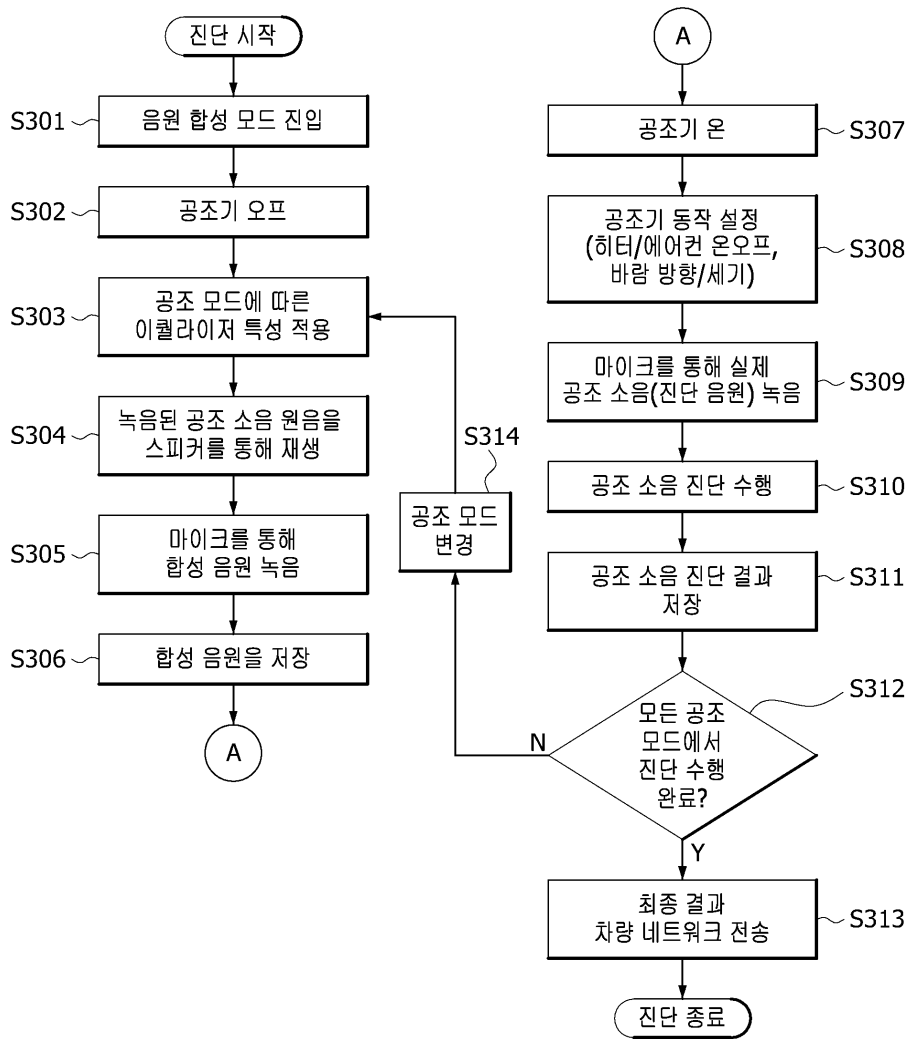 진단 시작
S301
음원 합성 모드 진입
S302
공조기 오프
S303
공조 모드에 따른
이퀄라이저 특성 적용
S304
녹음된 공조 소음 원음을
스피커를 통해 재생
S305
마이크를 통해
합성 음원 녹음
S306
합성 음원을 저장
A
S314
공조 모드
변경
A
공조기 온
S307
공조기 동작 설정
(히터/에어컨 온오프,
바람 방향/세기)
S308
마이크를 통해 실제
공조 소음(진단 음원) 녹음
S309
공조 소음 진단 수행
S310
공조 소음 진단 결과
저장
S311
S312
모든 공조
모드에서
진단 수행
완료?
N
Y
최종 결과
차량 네트워크 전송
S313
진단 종료